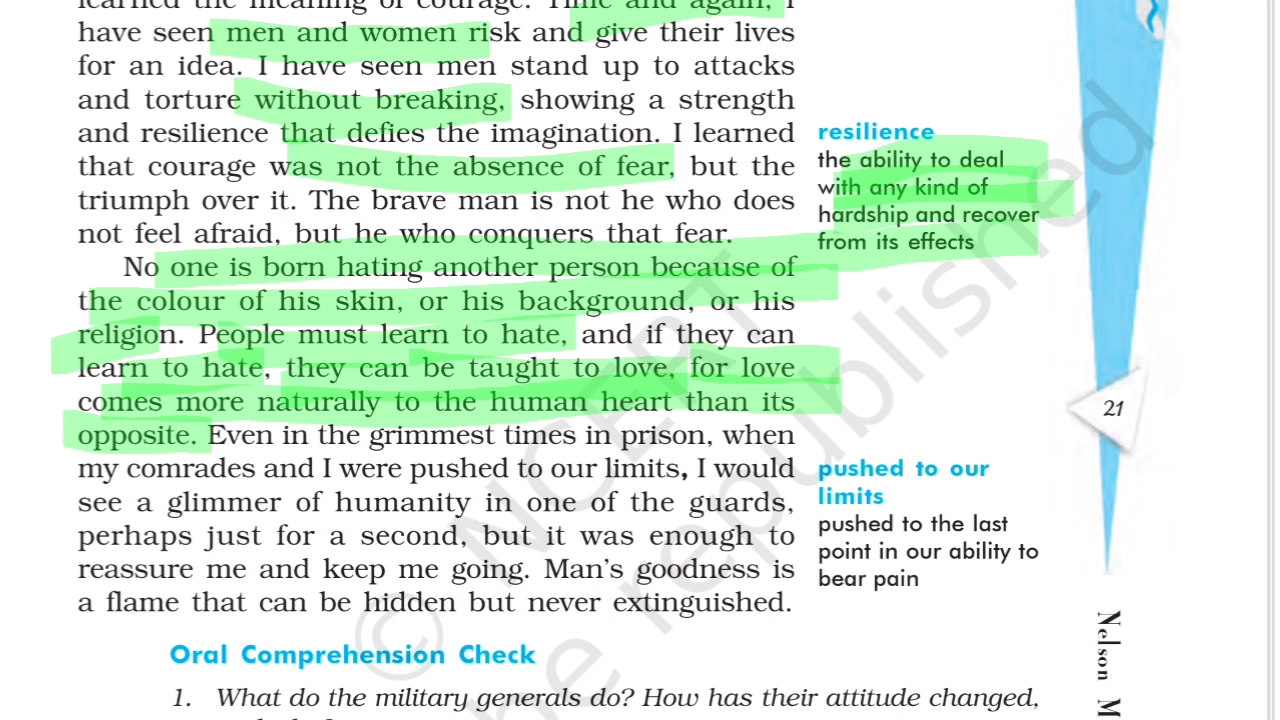 learned the meaning of courage. Time and again, I
have seen men and women risk and give their lives
for an idea. I have seen men stand up to attacks
and torture without breaking, showing a strength
and resilience that defies the imagination. I learned
that courage was not the absence of fear, but the
triumph over it. The brave man is not he who does
not feel afraid, but he who conquers that fear.
No one is born hating another person because of
the colour of his skin, or his background, or his
religion. People must learn to hate, and if they can
learn to hate, they can be taught to love, for love
comes more naturally to the human heart than its
opposite. Even in the grimmest times in prison, when
my comrades and I were pushed to our limits, I would
see a glimmer of humanity in one of the guards,
perhaps just for a second, but it was enough to
reassure me and keep me going. Man's goodness is
a flame that can be hidden but never extinguished.
resilience
the ability to deal
with any kind of
hardship and recover
from its effects
pushed to our
limits
pushed to the last
point in our ability to
bear pain
21
Nelson M
Oral Comprehension Check
1. What do the military generals do? How has their attitude changed,
© NCERT
be republished